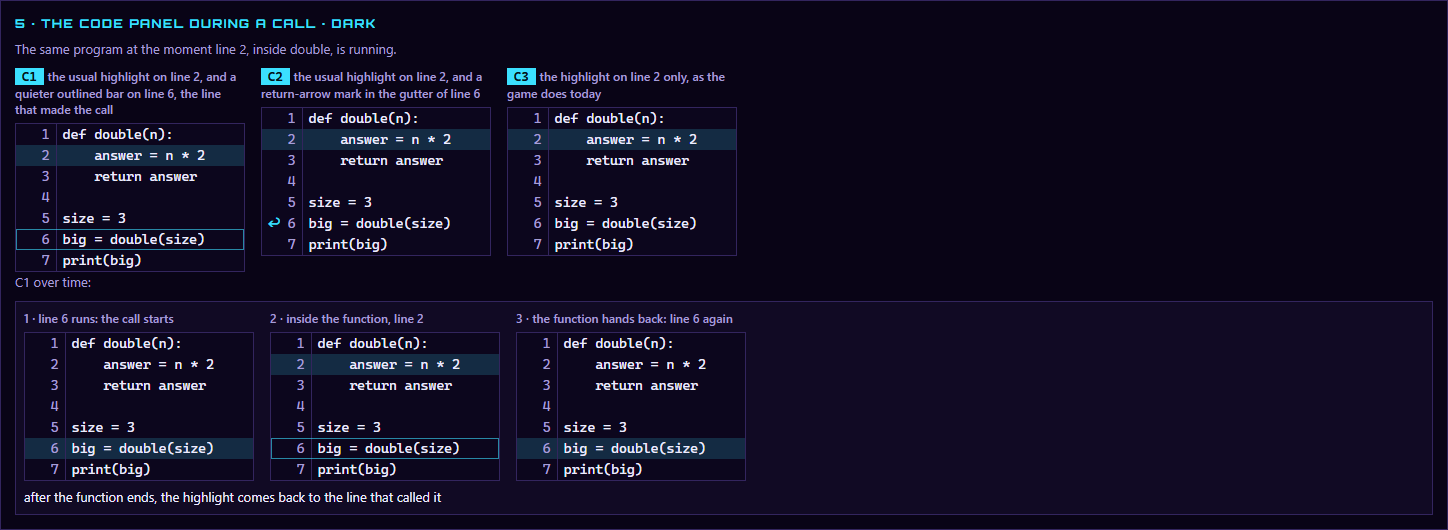 5 · THE CODE PANEL DURING A CALL · DARK
The same program at the moment line 2, inside double, is running.
C1 the usual highlight on line 2, and a
quieter outlined bar on line 6, the line
that made the call
1 def double(n):
2     answer = n * 2
3     return answer
4
5 size = 3
6 big = double(size)
7 print(big)
C2 the usual highlight on line 2, and a
return-arrow mark in the gutter of line 6
1 def double(n):
2     answer = n * 2
3     return answer
4
5 size = 3
↩ 6 big = double(size)
7 print(big)
C3 the highlight on line 2 only, as the
game does today
1 def double(n):
2     answer = n * 2
3     return answer
4
5 size = 3
6 big = double(size)
7 print(big)
C1 over time:
1 · line 6 runs: the call starts
1 def double(n):
2     answer = n * 2
3     return answer
4
5 size = 3
6 big = double(size)
7 print(big)
2 · inside the function, line 2
1 def double(n):
2     answer = n * 2
3     return answer
4
5 size = 3
6 big = double(size)
7 print(big)
3 · the function hands back: line 6 again
1 def double(n):
2     answer = n * 2
3     return answer
4
5 size = 3
6 big = double(size)
7 print(big)
after the function ends, the highlight comes back to the line that called it